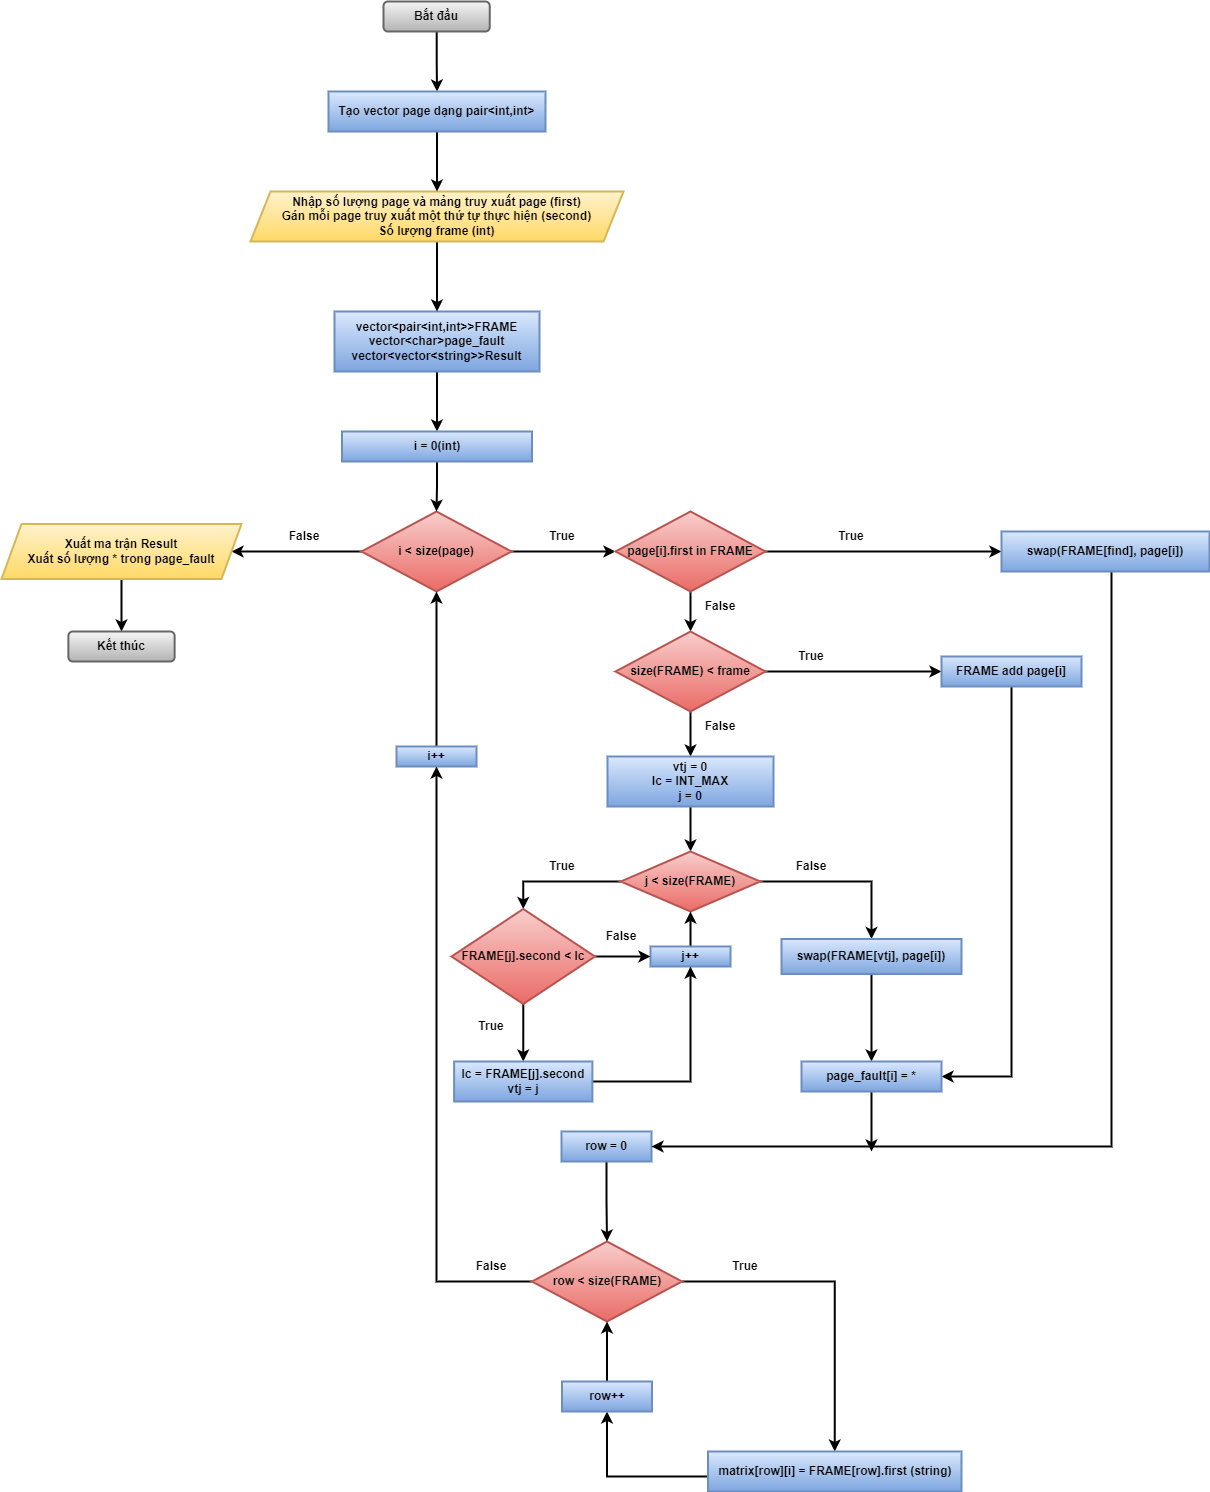 Bắt đầu
Tạo vector page dạng pair<int,int>
Nhập số lượng page và mảng truy xuất page (first)
Gán mỗi page truy xuất một thứ tự thực hiện (second)
Số lượng frame (int)
vector<pair<int,int>>FRAME
vector<char>page_fault
vector<vector<string>>Result
i = 0(int)
Xuất ma trận Result
Xuất số lượng * trong page_fault
False
i < size(page)
True
page[i].first in FRAME
True
swap(FRAME[find], page[i])
Kết thúc
False
size(FRAME) < frame
True
FRAME add page[i]
False
i++
vtj = 0
lc = INT_MAX
j = 0
True
j < size(FRAME)
False
FRAME[j].second < lc
False
j++
swap(FRAME[vtj], page[i])
True
lc = FRAME[j].second
vtj = j
page_fault[i] = *
row = 0
False
row < size(FRAME)
True
row++
matrix[row][i] = FRAME[row].first (string)